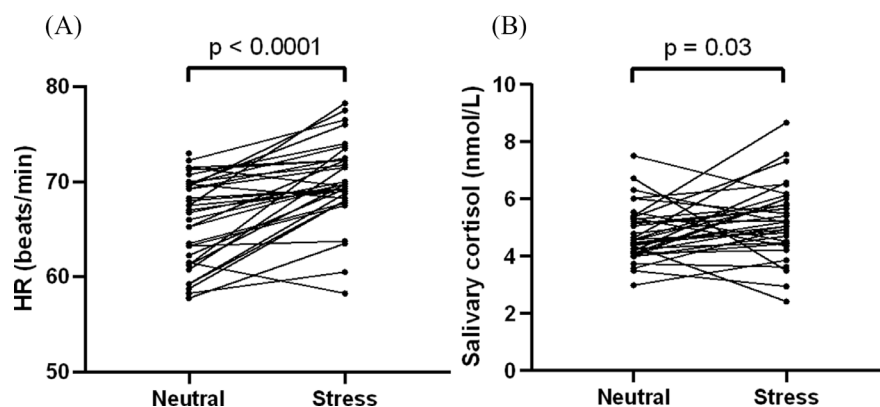 (A)
p < 0.0001
HR (beats/min)
80
70
60
50
Neutral Stress
(B)
p = 0.03
Salivary cortisol (nmol/L)
10
8
6
4
2
0
Neutral Stress